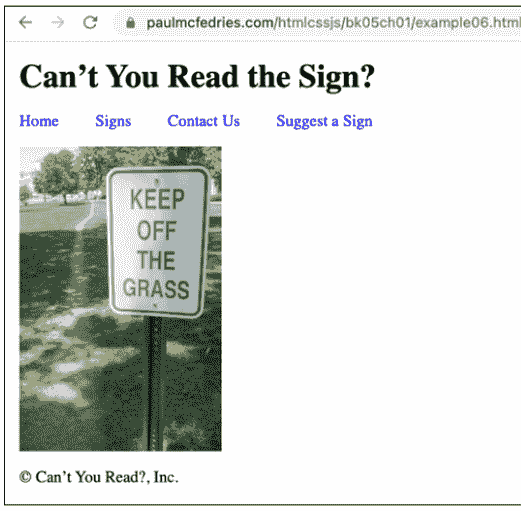 paulmcfedries.com/htmlcssjs/bk05ch01/example06.html
Can’t You Read the Sign?
Home Signs Contact Us Suggest a Sign
KEEP
OFF
THE
GRASS
© Can’t You Read?, Inc.